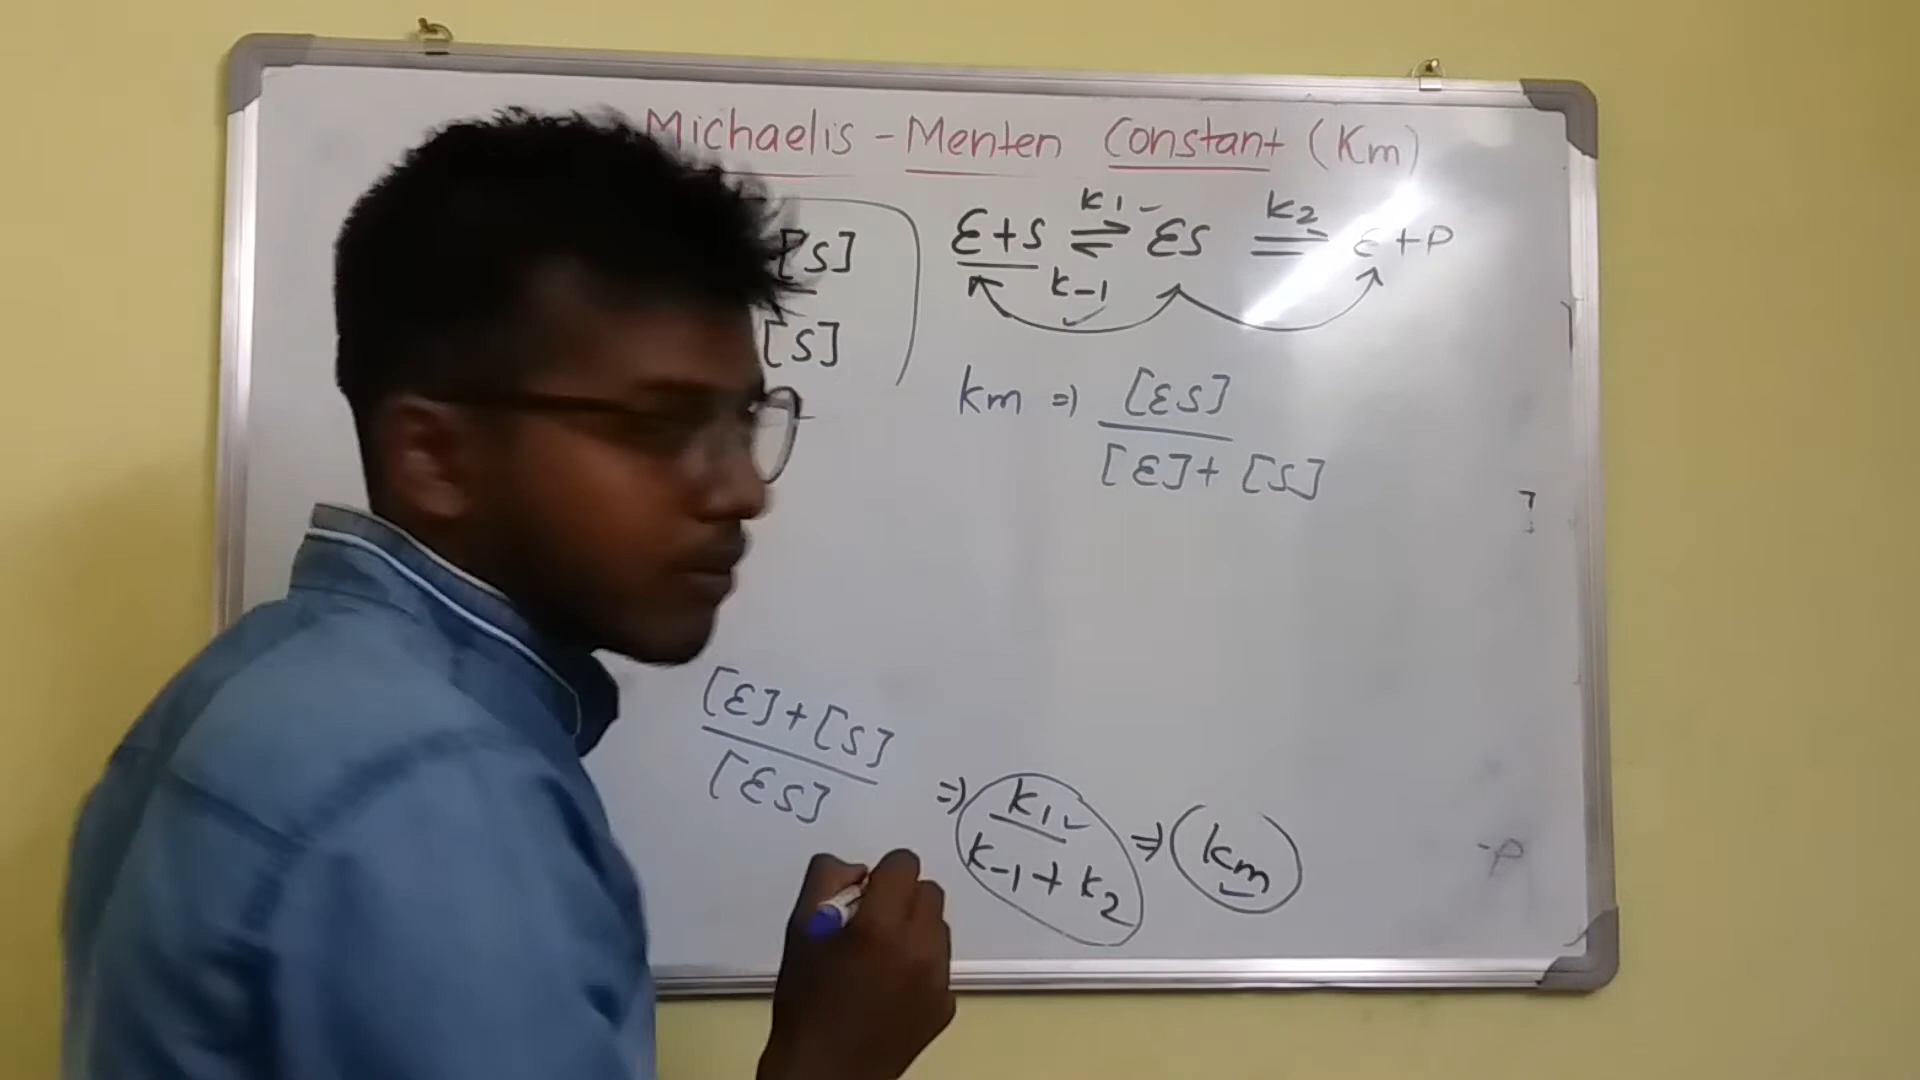 Michaelis - Menten Constant (Km)
[S]
[S]
K1
E+S ⇌ ES = E+P
K-1
K2
Km ⇒ [ES]
[E]+ [S]
[E]+[S]
[ES]
⇒ K1
K-1 + K2
⇒ Km
-P